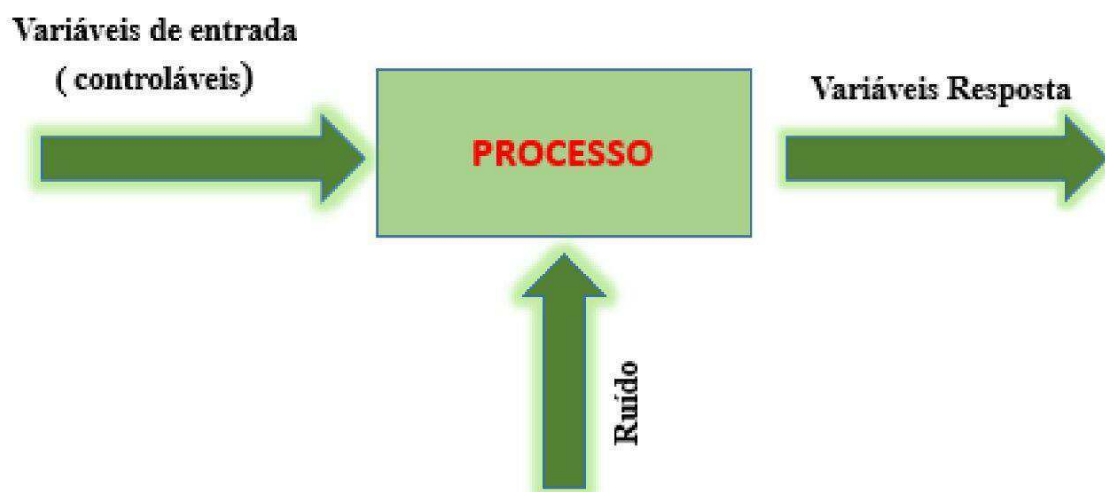 Variáveis de entrada
( controláveis)
PROCESSO
Variáveis Resposta
Ruído